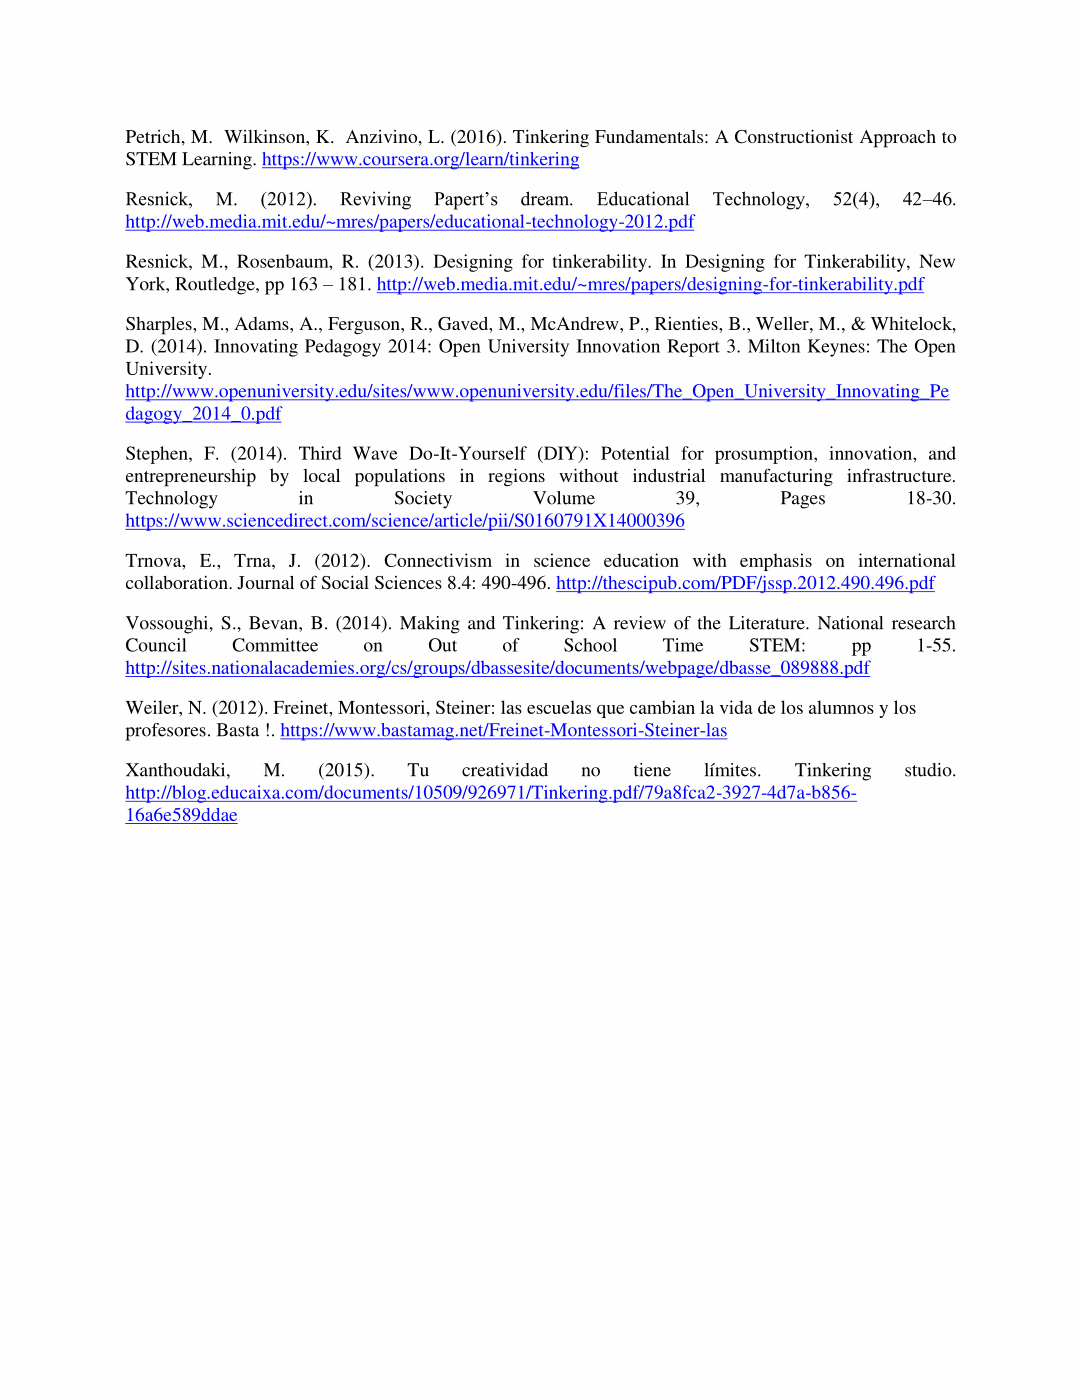 Petrich, M.  Wilkinson, K.  Anzivino, L. (2016). Tinkering Fundamentals: A Constructionist Approach to
STEM Learning. https://www.coursera.org/learn/tinkering
Resnick, M. (2012). Reviving Papert’s dream. Educational Technology, 52(4), 42–46.
http://web.media.mit.edu/~mres/papers/educational-technology-2012.pdf
Resnick, M., Rosenbaum, R. (2013). Designing for tinkerability. In Designing for Tinkerability, New
York, Routledge, pp 163 – 181. http://web.media.mit.edu/~mres/papers/designing-for-tinkerability.pdf
Sharples, M., Adams, A., Ferguson, R., Gaved, M., McAndrew, P., Rienties, B., Weller, M., & Whitelock,
D. (2014). Innovating Pedagogy 2014: Open University Innovation Report 3. Milton Keynes: The Open
University.
http://www.openuniversity.edu/sites/www.openuniversity.edu/files/The_Open_University_Innovating_Pe
dagogy_2014_0.pdf
Stephen, F. (2014). Third Wave Do-It-Yourself (DIY): Potential for prosumption, innovation, and
entrepreneurship by local populations in regions without industrial manufacturing infrastructure.
Technology in Society Volume 39, Pages 18-30.
https://www.sciencedirect.com/science/article/pii/S0160791X14000396
Trnova, E., Trna, J. (2012). Connectivism in science education with emphasis on international
collaboration. Journal of Social Sciences 8.4: 490-496. http://thescipub.com/PDF/jssp.2012.490.496.pdf
Vossoughi, S., Bevan, B. (2014). Making and Tinkering: A review of the Literature. National research
Council Committee on Out of School Time STEM: pp 1-55.
http://sites.nationalacademies.org/cs/groups/dbassesite/documents/webpage/dbasse_089888.pdf
Weiler, N. (2012). Freinet, Montessori, Steiner: las escuelas que cambian la vida de los alumnos y los
profesores. Basta !. https://www.bastamag.net/Freinet-Montessori-Steiner-las
Xanthoudaki, M. (2015). Tu creatividad no tiene límites. Tinkering studio.
http://blog.educaixa.com/documents/10509/926971/Tinkering.pdf/79a8fca2-3927-4d7a-b856-
16a6e589ddae